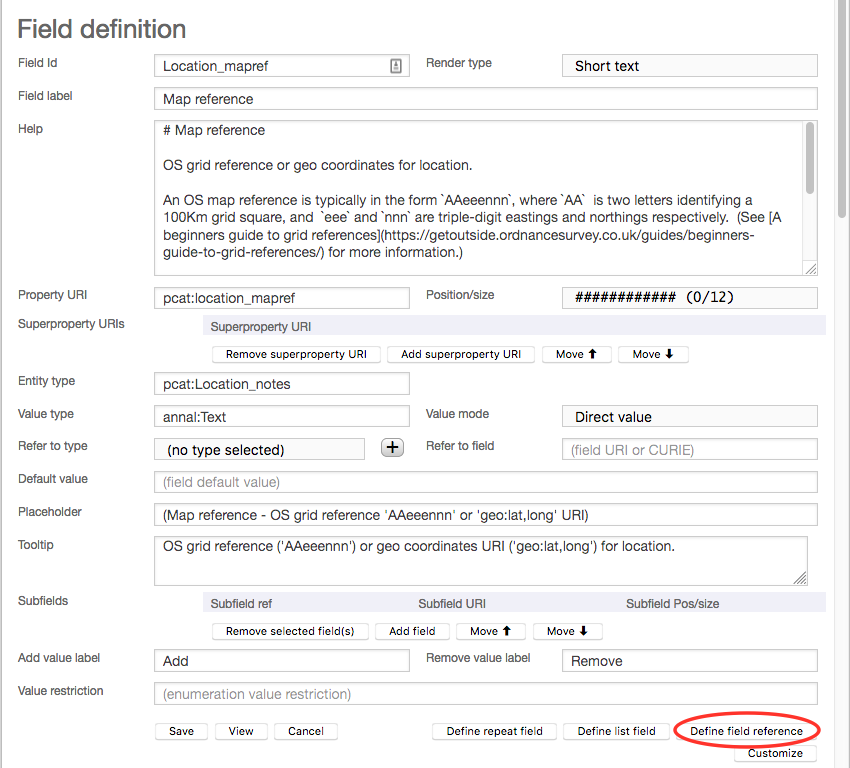 Field definition
Field Id Location_mapref Render type Short text
Field label Map reference
Help # Map reference
OS grid reference or geo coordinates for location.
An OS map reference is typically in the form `AAeeennn`, where `AA`  is two letters identifying a
100Km grid square, and  `eee` and `nnn` are triple-digit eastings and northings respectively.  (See [A
beginners guide to grid references](https://getoutside.ordnancesurvey.co.uk/guides/beginners-
guide-to-grid-references/) for more information.)
Property URI pcat:location_mapref Position/size ############ (0/12)
Superproperty URIs Superproperty URI
Remove superproperty URI Add superproperty URI Move ⬆ Move ⬇
Entity type pcat:Location_notes
Value type annal:Text Value mode Direct value
Refer to type (no type selected) + Refer to field (field URI or CURIE)
Default value (field default value)
Placeholder (Map reference - OS grid reference 'AAeeennn' or 'geo:lat,long' URI)
Tooltip OS grid reference ('AAeeennn') or geo coordinates URI ('geo:lat,long') for location.
Subfields Subfield ref Subfield URI Subfield Pos/size
Remove selected field(s) Add field Move ⬆ Move ⬇
Add value label Add Remove value label Remove
Value restriction (enumeration value restriction)
Save View Cancel Define repeat field Define list field Define field reference
Customize